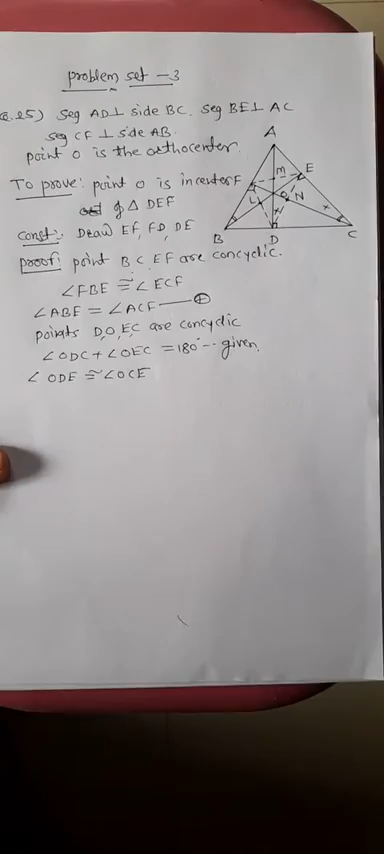 problem set - 3
Q.25) seg AD⊥ side BC. seg BE⊥ AC
seg CF ⊥ side AB.
point O is the orthocenter.
To prove: point O is incenter
of △ DEF
Const: Draw EF, FD, DE
proof: point B C E F are concyclic.
∠FBE ≅ ∠ECF
∠ABE = ∠ACF — ①
points D, O, E, C are concyclic
∠ODC + ∠OEC = 180° -- given.
∠ODE ≅ ∠OCE
A
M
E
F
L
O
N
x
x
B
D
C